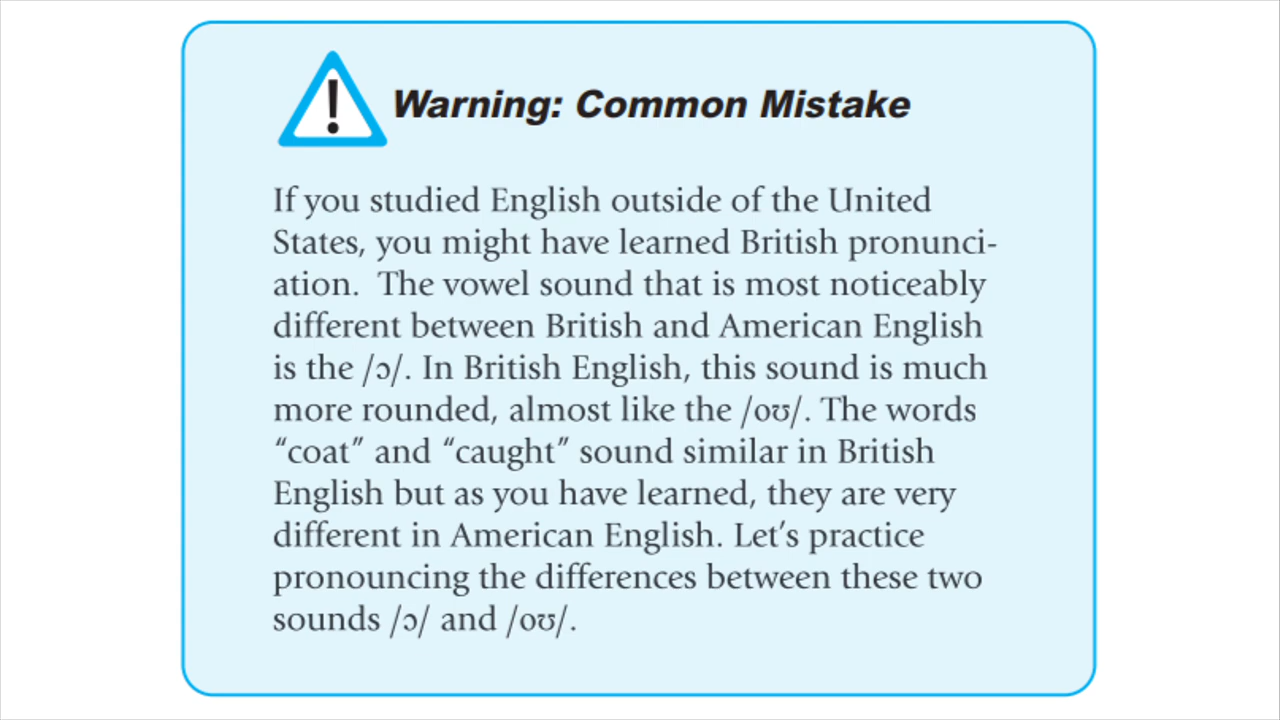 Warning: Common Mistake
If you studied English outside of the United
States, you might have learned British pronunci-
ation.  The vowel sound that is most noticeably
different between British and American English
is the /ɔ/. In British English, this sound is much
more rounded, almost like the /oʊ/. The words
“coat” and “caught” sound similar in British
English but as you have learned, they are very
different in American English. Let’s practice
pronouncing the differences between these two
sounds /ɔ/ and /oʊ/.